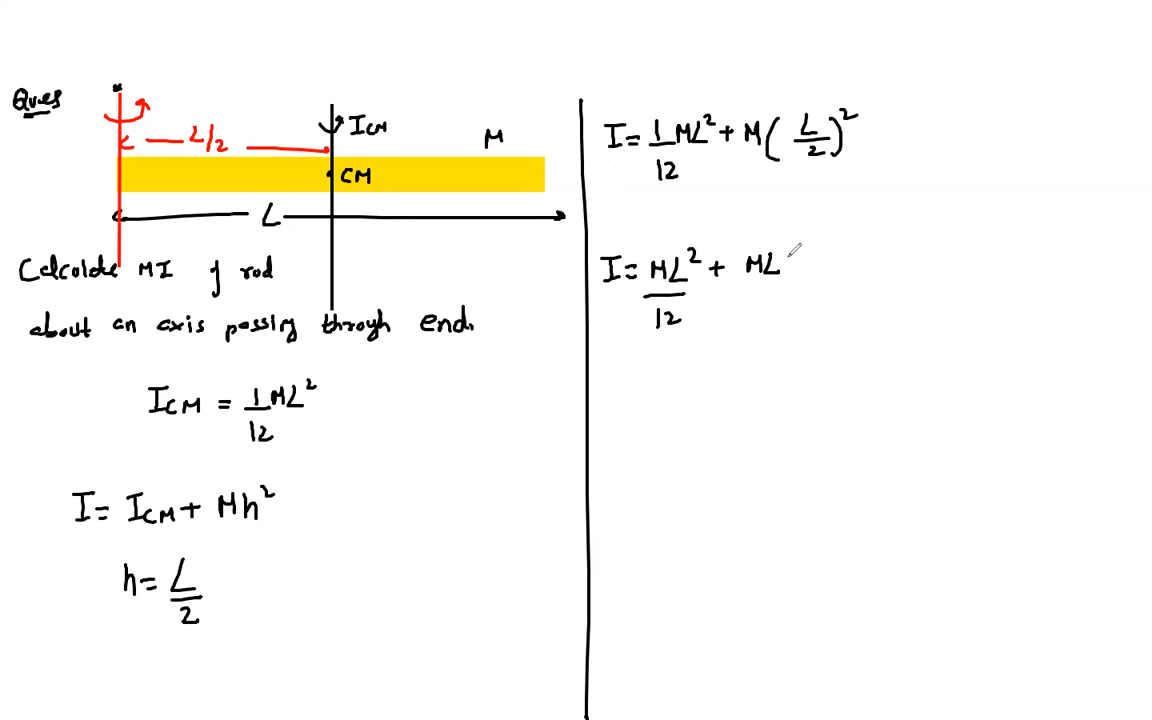 Ques
L/2
ICM
M
CM
L
Calculate MI of rod
about an axis passing through end.
ICM = 1/12 ML²
I = ICM + Mh²
h = L/2
I = 1/12 ML² + M(L/2)²
I = ML²/12 + ML